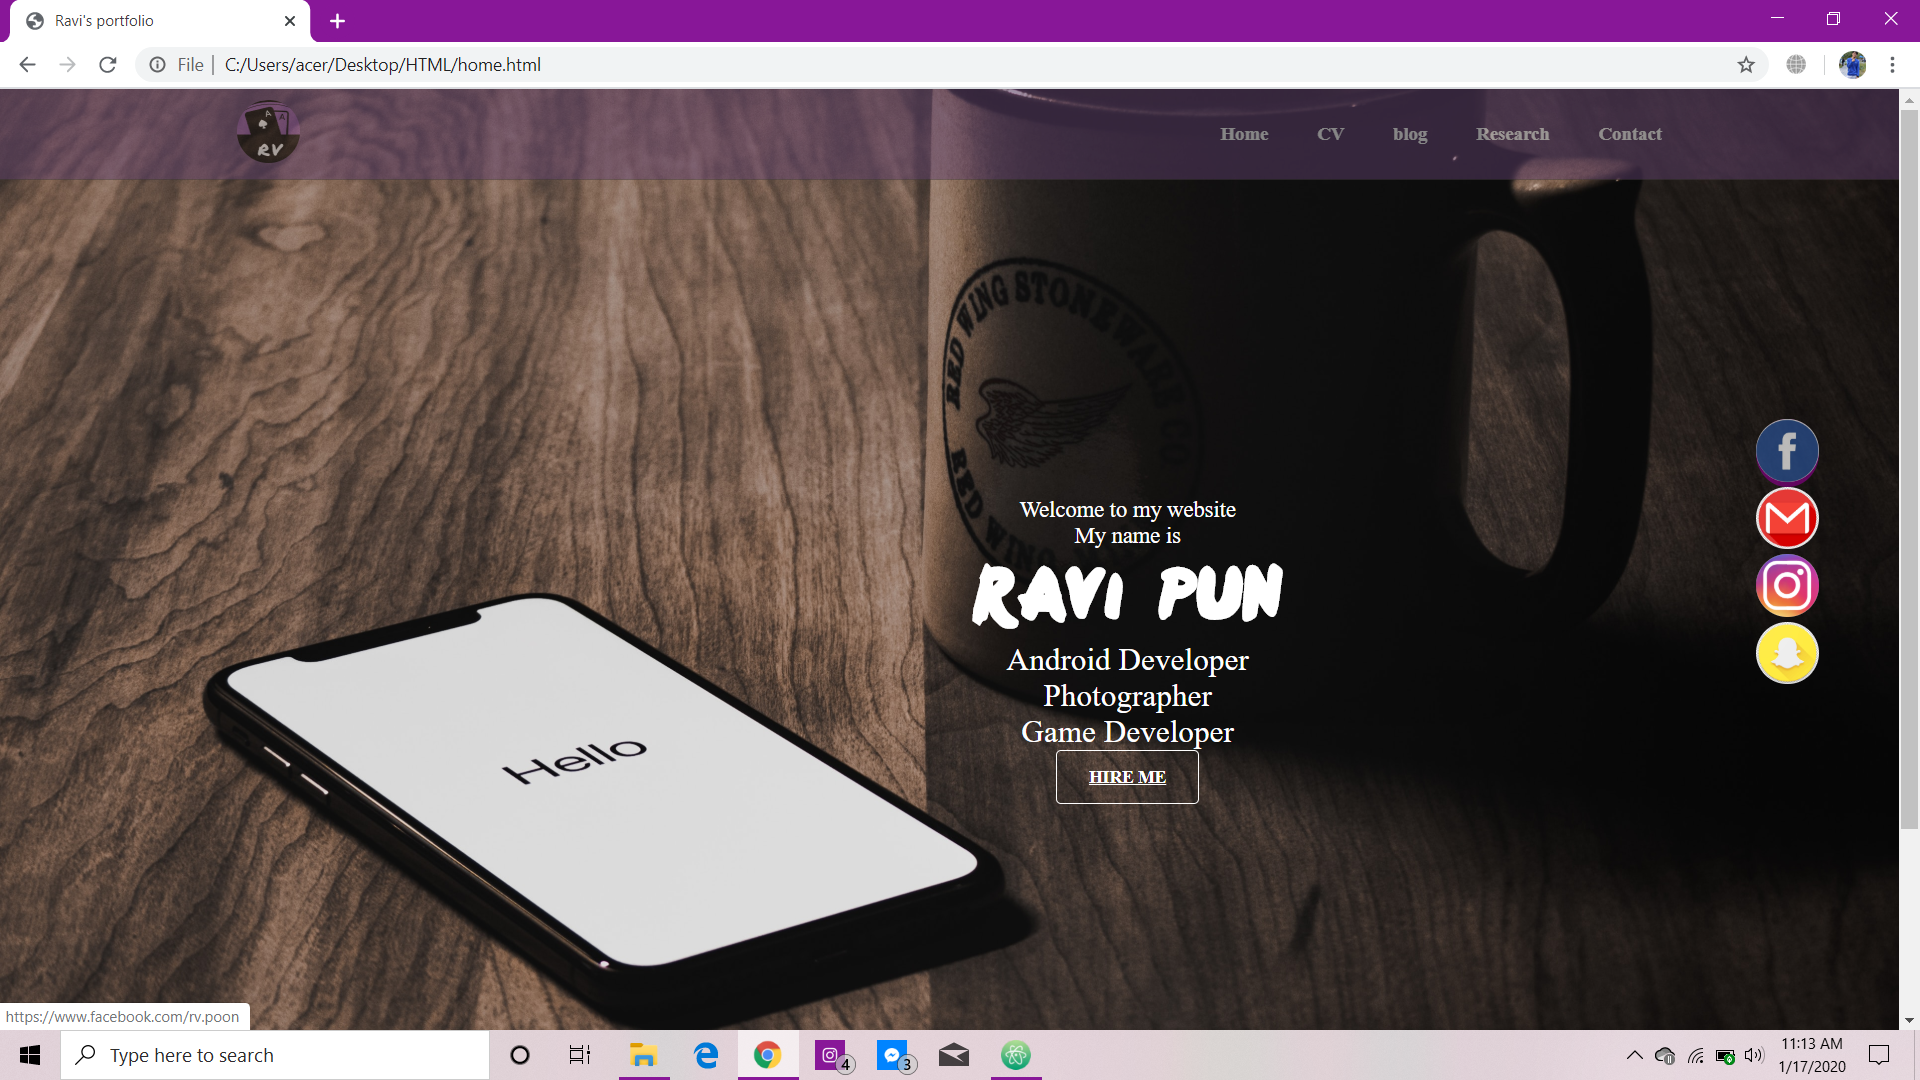 Ravi's portfolio
File
C:/Users/acer/Desktop/HTML/home.html
A
A
RV
Home
CV
blog
Research
Contact
RED WING STONEWARE CO
RED WING
f
Welcome to my website
My name is
RAVI PUN
Android Developer
Photographer
Game Developer
HIRE ME
Hello
https://www.facebook.com/rv.poon
Type here to search
4
3
11:13 AM
1/17/2020